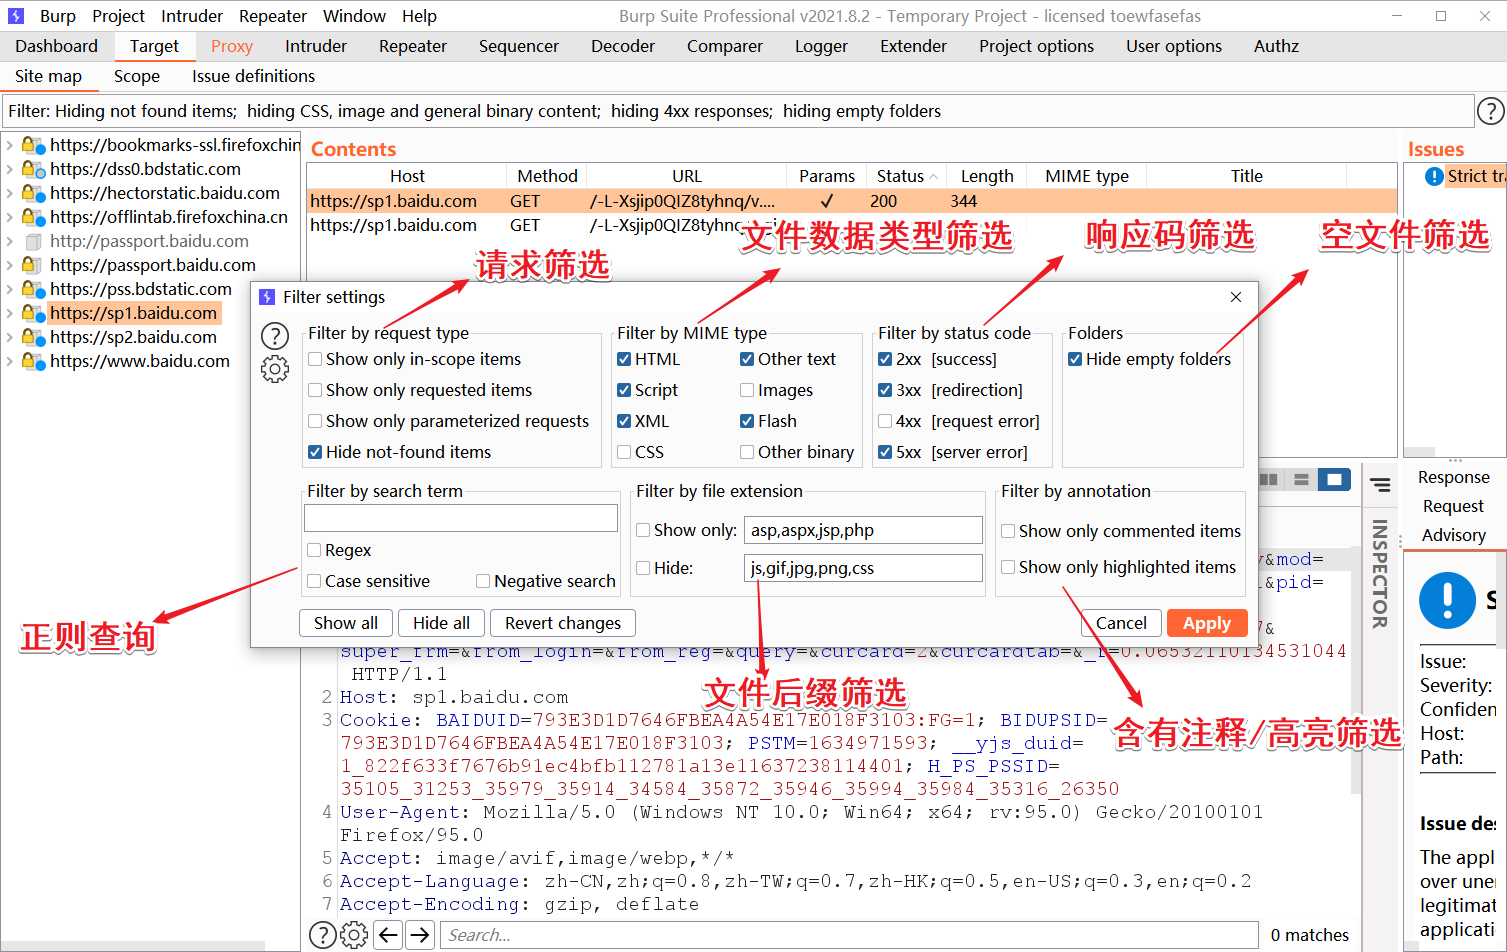 Burp Project Intruder Repeater Window Help Burp Suite Professional v2021.8.2 - Temporary Project - licensed toewfasefas
Dashboard Target Proxy Intruder Repeater Sequencer Decoder Comparer Logger Extender Project options User options Authz
Site map Scope Issue definitions
Filter: Hiding not found items; hiding CSS, image and general binary content; hiding 4xx responses; hiding empty folders
https://bookmarks-ssl.firefoxchin
https://dss0.bdstatic.com
https://hectorstatic.baidu.com
https://offlintab.firefoxchina.cn
http://passport.baidu.com
https://passport.baidu.com
https://pss.bdstatic.com
https://sp1.baidu.com
https://sp2.baidu.com
https://www.baidu.com
Contents
Host Method URL Params Status Length MIME type Title
https://sp1.baidu.com GET /-L-Xsjip0QIZ8tyhnq/v.... ✓ 200 344
https://sp1.baidu.com GET /-L-Xsjip0QIZ8tyhnq
Issues
Strict tra
请求筛选
文件数据类型筛选
响应码筛选
空文件筛选
Filter settings
Filter by request type
Show only in-scope items
Show only requested items
Show only parameterized requests
Hide not-found items
Filter by MIME type
HTML Other text
Script Images
XML Flash
CSS Other binary
Filter by status code
2xx [success]
3xx [redirection]
4xx [request error]
5xx [server error]
Folders
Hide empty folders
Filter by search term
Regex
Case sensitive Negative search
Filter by file extension
Show only: asp,aspx,jsp,php
Hide: js,gif,jpg,png,css
Filter by annotation
Show only commented items
Show only highlighted items
Show all Hide all Revert changes Cancel Apply
正则查询
文件后缀筛选
含有注释/高亮筛选
&mod=
&pid=
&
super_frm=&from_login=&from_reg=&query=&curcard=2&curcardtab=&_r=0.06532110134531044
HTTP/1.1
2 Host: sp1.baidu.com
3 Cookie: BAIDUID=793E3D1D7646FBEA4A54E17E018F3103:FG=1; BIDUPSID=
793E3D1D7646FBEA4A54E17E018F3103; PSTM=1634971593; __yjs_duid=
1_822f633f7676b91ec4bfb112781a13e11637238114401; H_PS_PSSID=
35105_31253_35979_35914_34584_35872_35946_35994_35984_35316_26350
4 User-Agent: Mozilla/5.0 (Windows NT 10.0; Win64; x64; rv:95.0) Gecko/20100101
Firefox/95.0
5 Accept: image/avif,image/webp,*/*
6 Accept-Language: zh-CN,zh;q=0.8,zh-TW;q=0.7,zh-HK;q=0.5,en-US;q=0.3,en;q=0.2
7 Accept-Encoding: gzip, deflate
Search... 0 matches
INSPECTOR
Response
Request
Advisory
S
Issue:
Severity:
Confiden
Host:
Path:
Issue des
The appl
over uner
legitimat
applicati